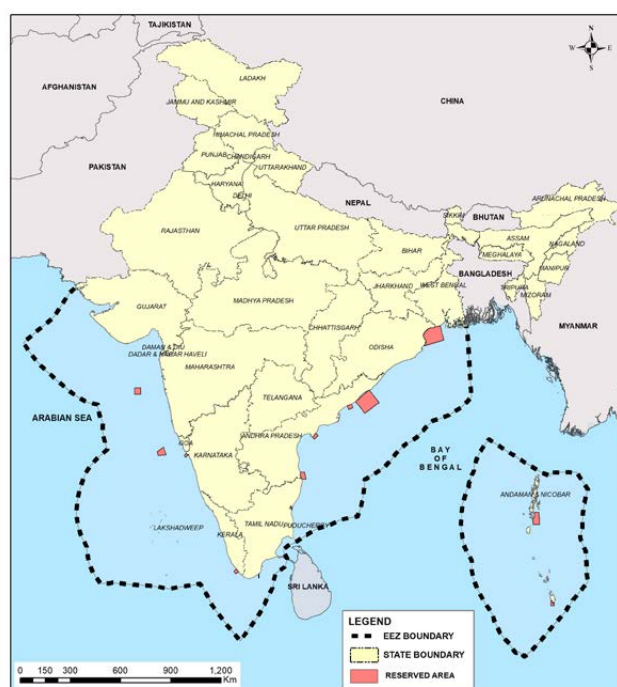 TAJIKISTAN
N
W E
S
AFGHANISTAN
LADAKH
CHINA
JAMMU AND KASHMIR
HIMACHAL PRADESH
PUNJAB
CHANDIGARH
PAKISTAN
UTTARAKHAND
HARYANA
DELHI
NEPAL
ARUNACHAL PRADESH
SIKKIM
BHUTAN
RAJASTHAN
UTTAR PRADESH
ASSAM
NAGALAND
BIHAR
MEGHALAYA
MANIPUR
BANGLADESH
TRIPURA
MIZORAM
JHARKHAND
WEST BENGAL
GUJARAT
MADHYA PRADESH
MYANMAR
CHHATTISGARH
DAMAN & DIU
DADAR & NAGAR HAVELI
ODISHA
MAHARASHTRA
TELANGANA
ARABIAN SEA
GOA
ANDHRA PRADESH
KARNATAKA
BAY
OF
BENGAL
ANDAMAN & NICOBAR
LAKSHADWEEP
KERALA
TAMIL NADU
PUDUCHERRY
SRI LANKA
LEGEND
EEZ BOUNDARY
STATE BOUNDARY
RESERVED AREA
0 150 300 600 900 1,200
Km